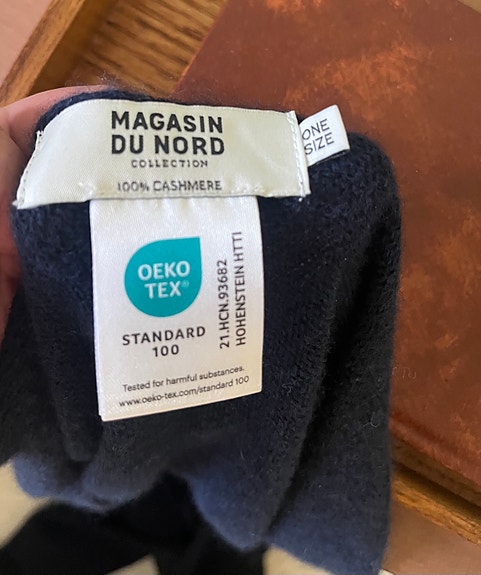 MAGASIN
DU NORD
COLLECTION
100% CASHMERE
ONE
SIZE
OEKO
TEX®
STANDARD
100
21.HCN.93682
HOHENSTEIN HTTI
Tested for harmful substances.
www.oeko-tex.com/standard 100